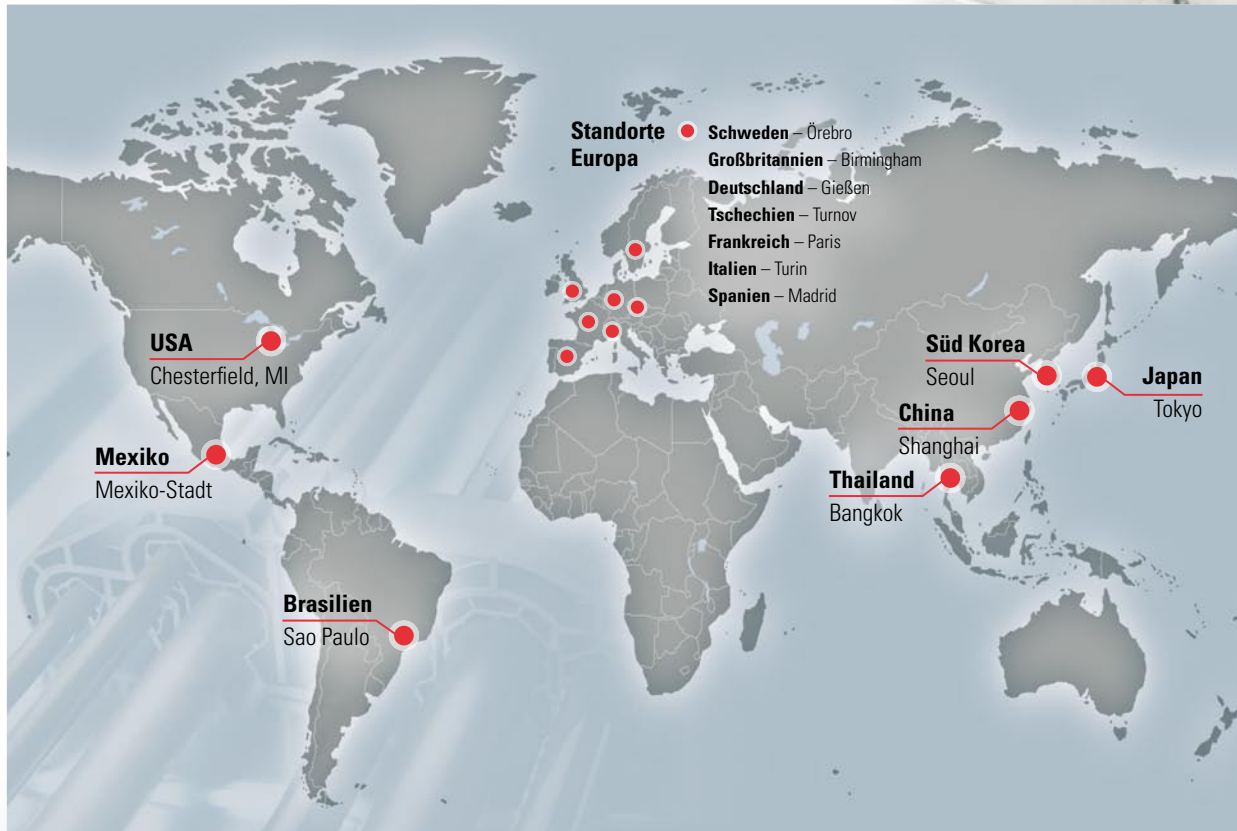 Standorte
Europa
Schweden – Örebro
Großbritannien – Birmingham
Deutschland – Gießen
Tschechien – Turnov
Frankreich – Paris
Italien – Turin
Spanien – Madrid
USA
Chesterfield, MI
Mexiko
Mexiko-Stadt
Brasilien
Sao Paulo
Süd Korea
Seoul
Japan
Tokyo
China
Shanghai
Thailand
Bangkok